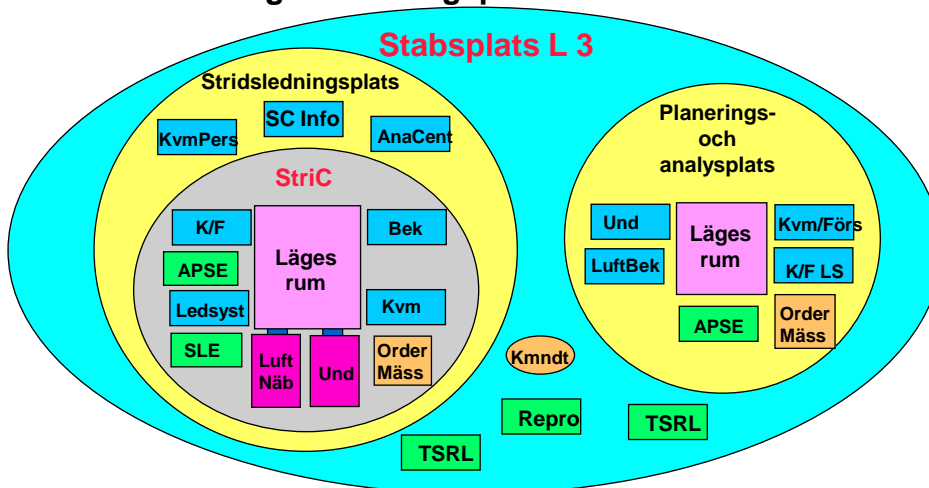 Stabsplats L 3
Stridsledningsplats
SC Info
KvmPers
AnaCent
StriC
K/F
Bek
Läges
rum
APSE
Ledsyst
Kvm
SLE
Luft
Näb
Und
Order
Mäss
Planerings-
och
analysplats
Und
Läges
rum
Kvm/Förs
LuftBek
K/F LS
APSE
Order
Mäss
Kmndt
Repro
TSRL
TSRL